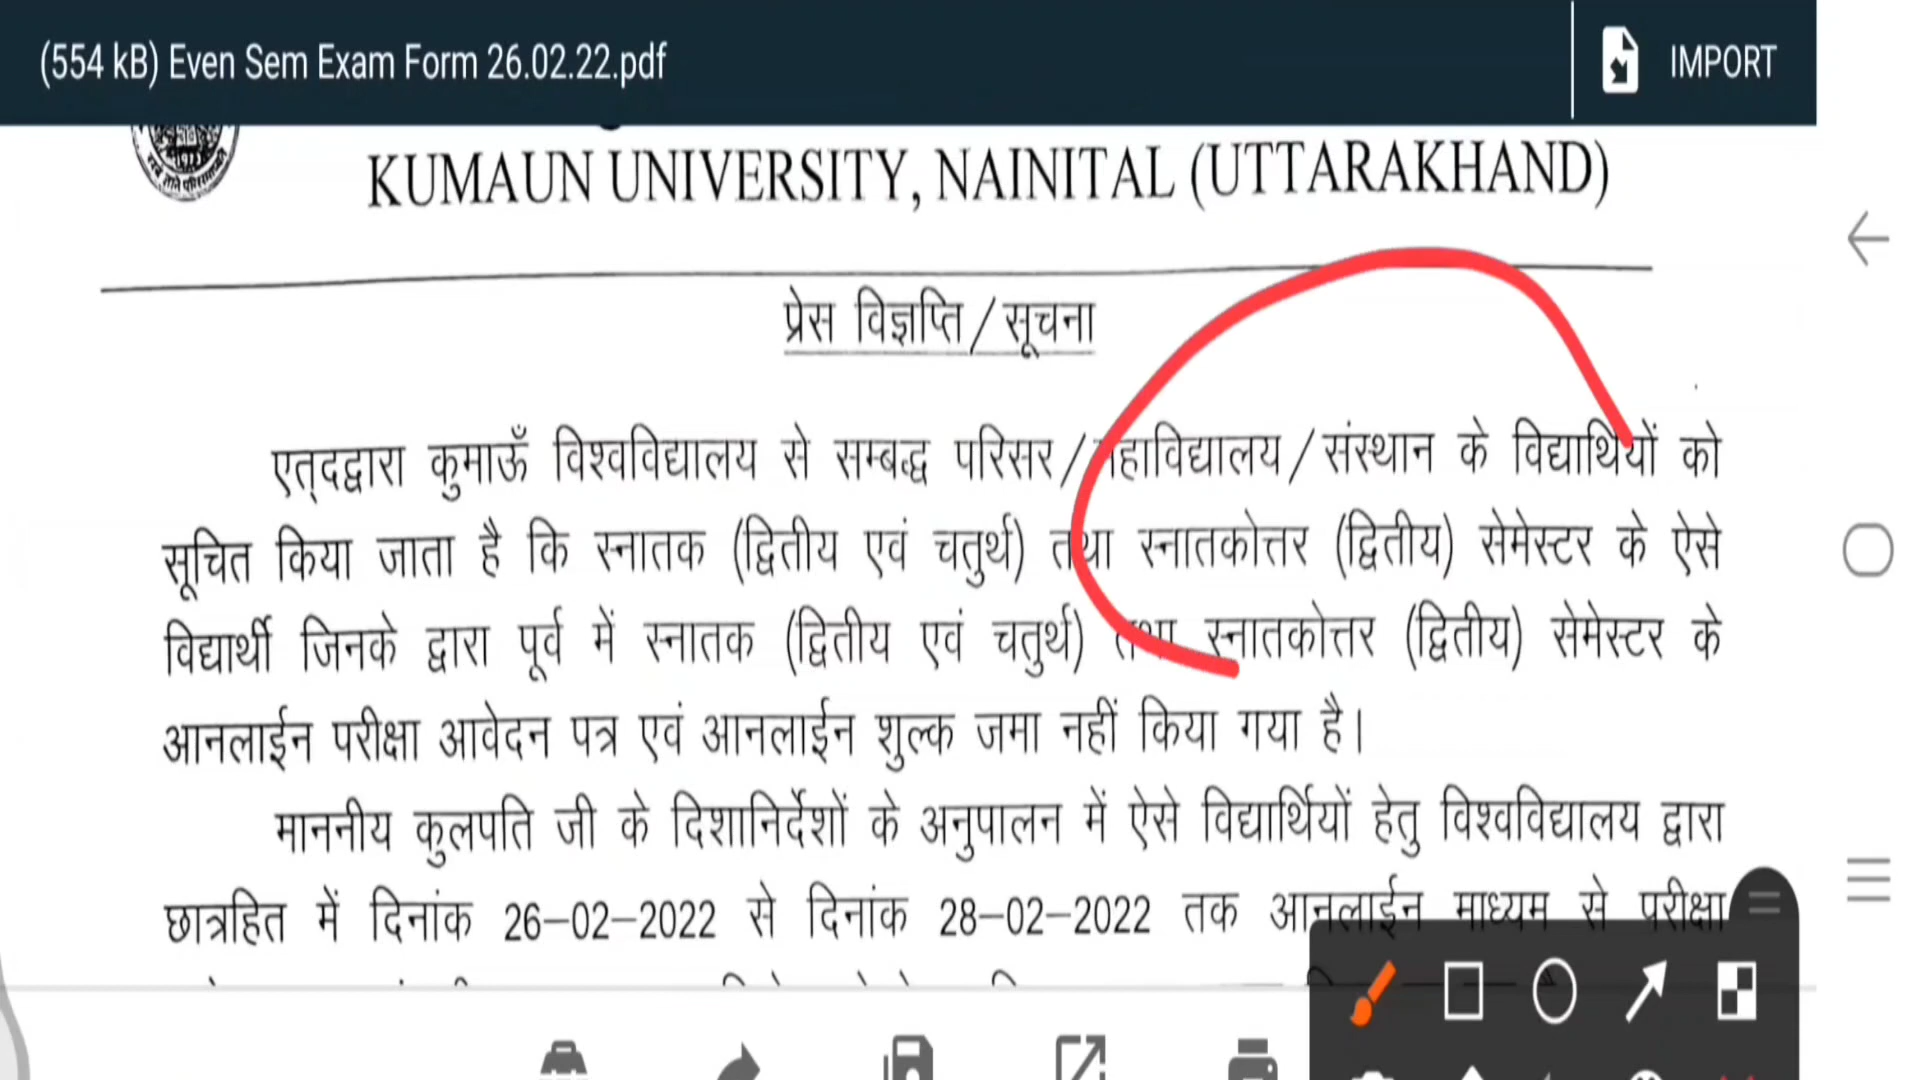 (554 kB) Even Sem Exam Form 26.02.22.pdf
IMPORT
KUMAUN UNIVERSITY, NAINITAL (UTTARAKHAND)
प्रेस विज्ञप्ति/सूचना
एत्‌दद्वारा कुमाऊँ विश्वविद्यालय से सम्बद्ध परिसर/महाविद्यालय/संस्थान के विद्यार्थियों को
सूचित किया जाता है कि स्नातक (द्वितीय एवं चतुर्थ) तथा स्नातकोत्तर (द्वितीय) सेमेस्टर के ऐसे
विद्यार्थी जिनके द्वारा पूर्व में स्नातक (द्वितीय एवं चतुर्थ) तथा स्नातकोत्तर (द्वितीय) सेमेस्टर के
आनलाईन परीक्षा आवेदन पत्र एवं आनलाईन शुल्क जमा नहीं किया गया है।
माननीय कुलपति जी के दिशानिर्देशों के अनुपालन में ऐसे विद्यार्थियों हेतु विश्वविद्यालय द्वारा
छात्रहित में दिनांक 26–02–2022 से दिनांक 28–02–2022 तक आनलाईन माध्यम से परीक्षा